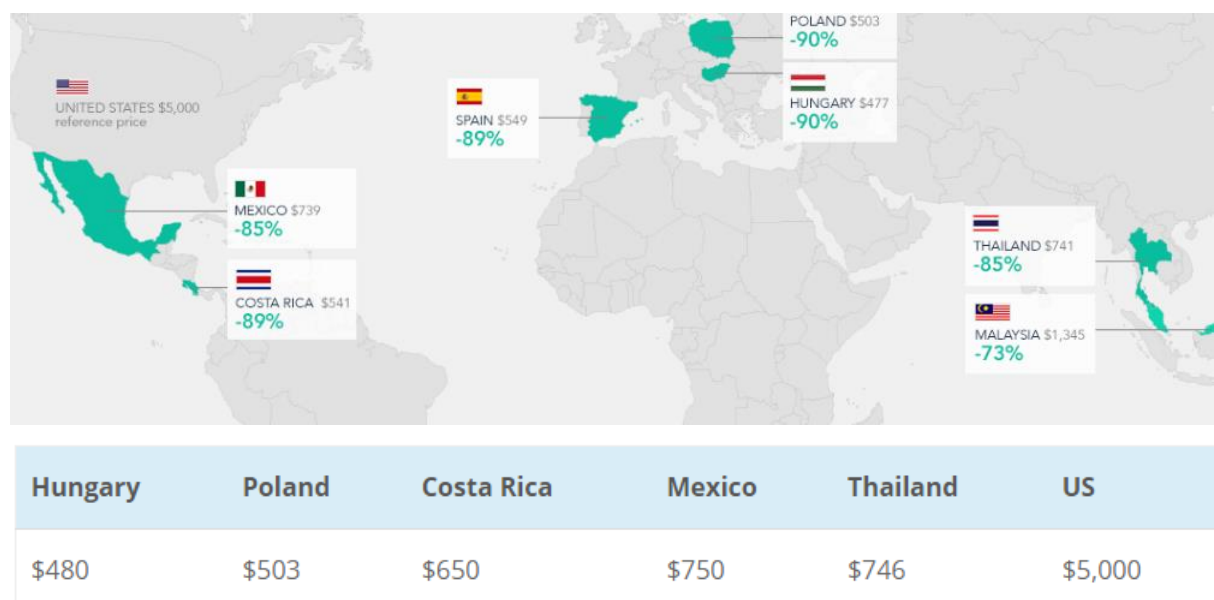 POLAND $503
-90%
UNITED STATES $5,000
reference price
SPAIN $549
-89%
HUNGARY $477
-90%
MEXICO $739
-85%
THAILAND $741
-85%
COSTA RICA $541
-89%
MALAYSIA $1,345
-73%
Hungary Poland Costa Rica Mexico Thailand US
$480 $503 $650 $750 $746 $5,000